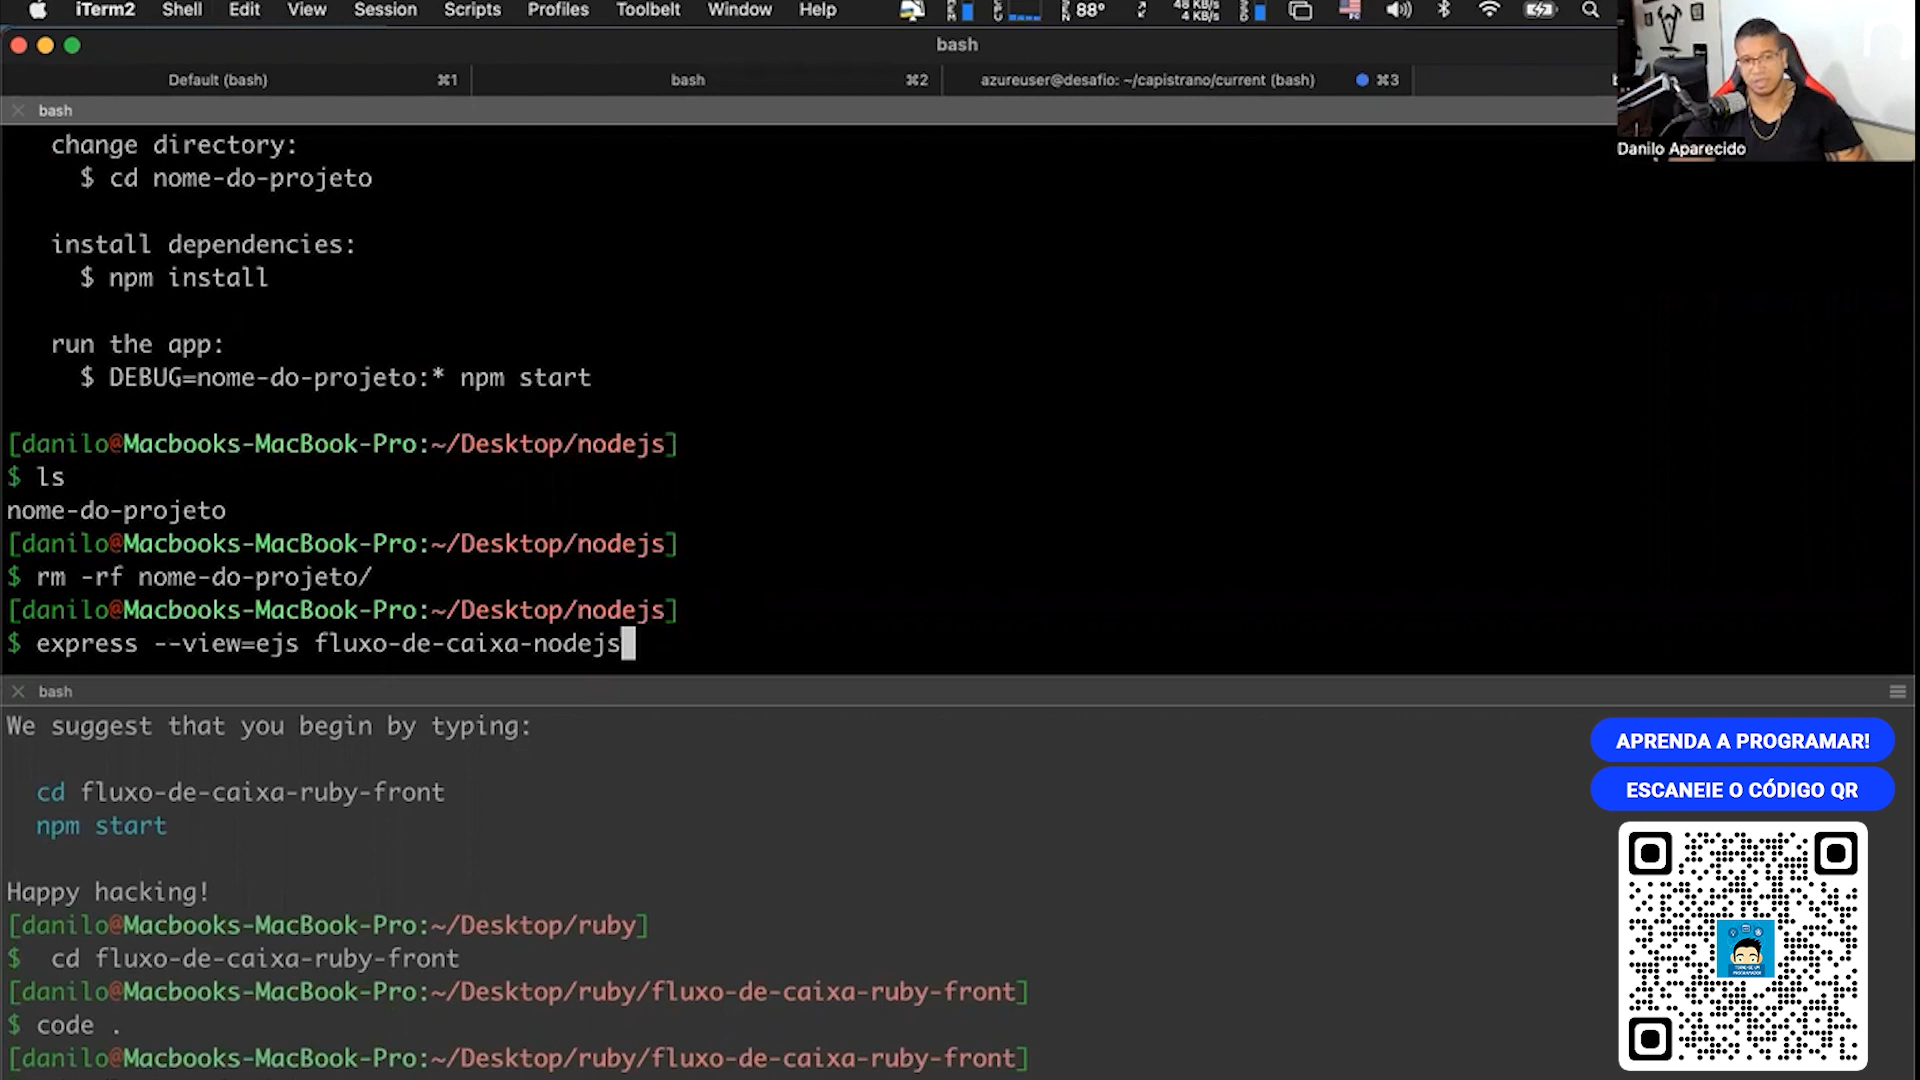 iTerm2 Shell Edit View Session Scripts Profiles Toolbelt Window Help 88° 48 KB/s
4 KB/s
bash
Default (bash) ⌘1 bash ⌘2 azureuser@desafio: ~/capistrano/current (bash) ⌘3
bash
Danilo Aparecido
change directory:
$ cd nome-do-projeto
install dependencies:
$ npm install
run the app:
$ DEBUG=nome-do-projeto:* npm start
[danilo@Macbooks-MacBook-Pro:~/Desktop/nodejs]
$ ls
nome-do-projeto
[danilo@Macbooks-MacBook-Pro:~/Desktop/nodejs]
$ rm -rf nome-do-projeto/
[danilo@Macbooks-MacBook-Pro:~/Desktop/nodejs]
$ express --view=ejs fluxo-de-caixa-nodejs
bash
We suggest that you begin by typing:
cd fluxo-de-caixa-ruby-front
npm start
Happy hacking!
[danilo@Macbooks-MacBook-Pro:~/Desktop/ruby]
$ cd fluxo-de-caixa-ruby-front
[danilo@Macbooks-MacBook-Pro:~/Desktop/ruby/fluxo-de-caixa-ruby-front]
$ code .
[danilo@Macbooks-MacBook-Pro:~/Desktop/ruby/fluxo-de-caixa-ruby-front]
APRENDA A PROGRAMAR!
ESCANEIE O CÓDIGO QR